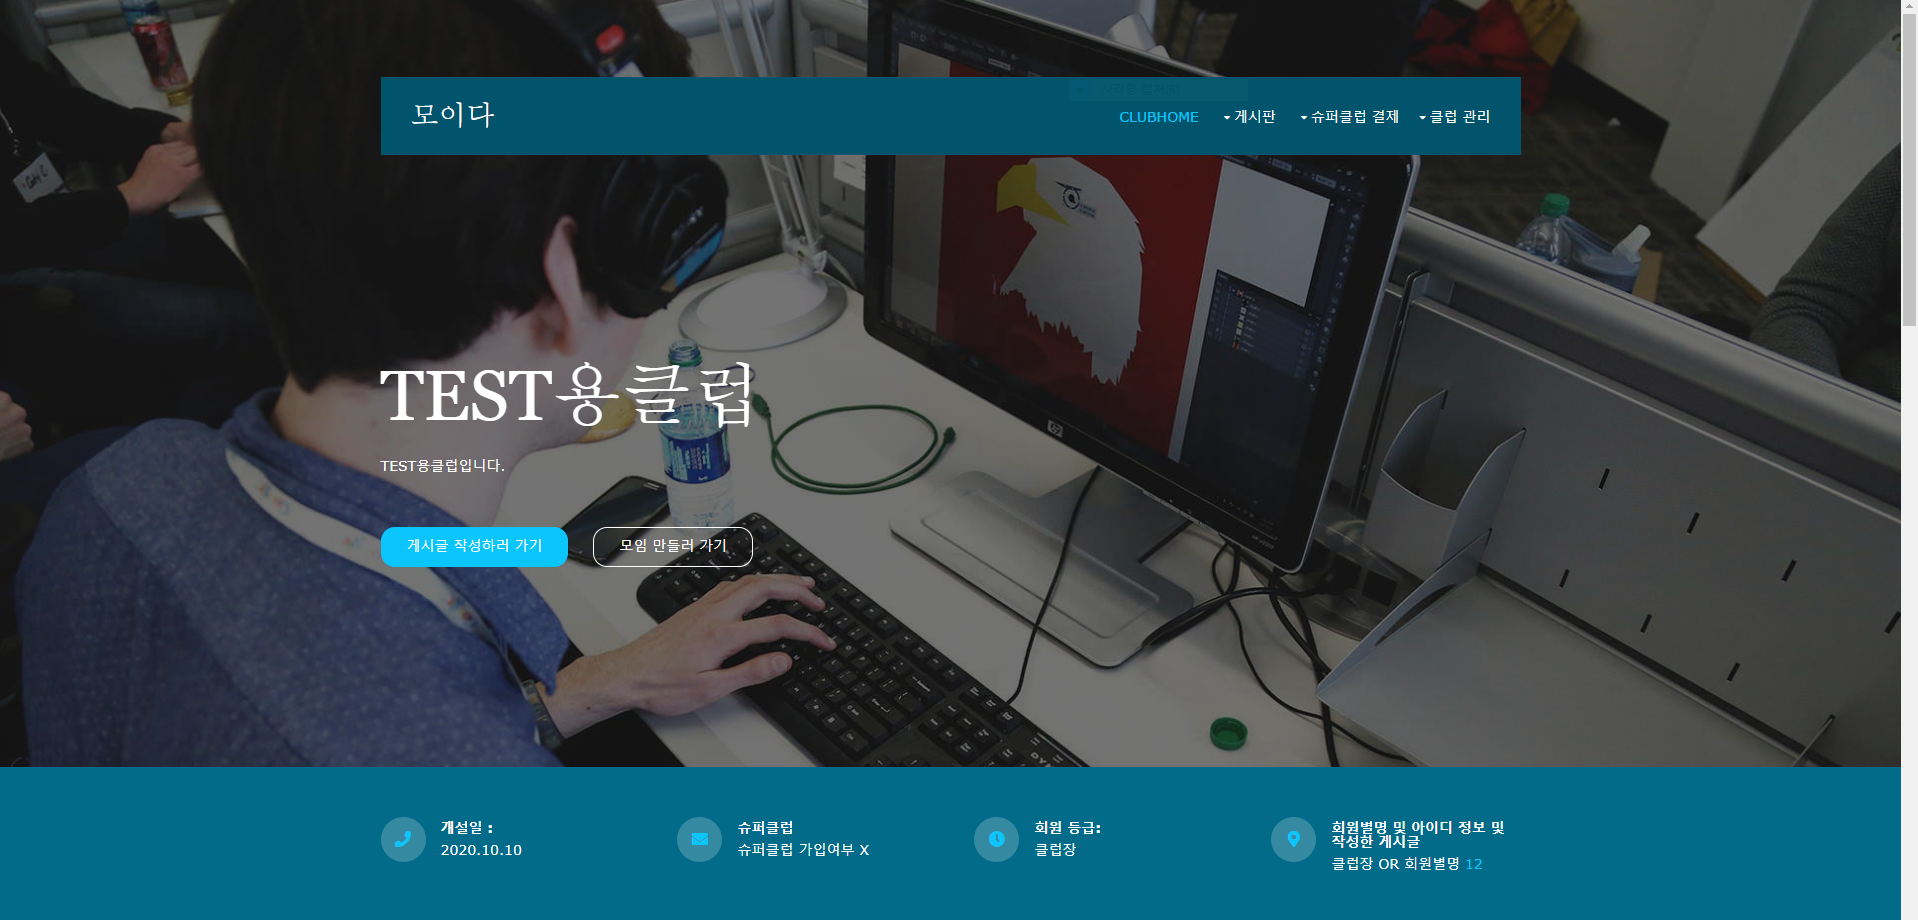 모이다
CLUBHOME 게시판 슈퍼클럽 결제 클럽 관리
TEST용클럽
TEST용클럽입니다.
게시글 작성하러 가기 모임 만들러 가기
개설일 :
2020.10.10
슈퍼클럽
슈퍼클럽 가입여부 X
회원 등급:
클럽장
회원별명 및 아이디 정보 및
작성한 게시글
클럽장 OR 회원별명 12